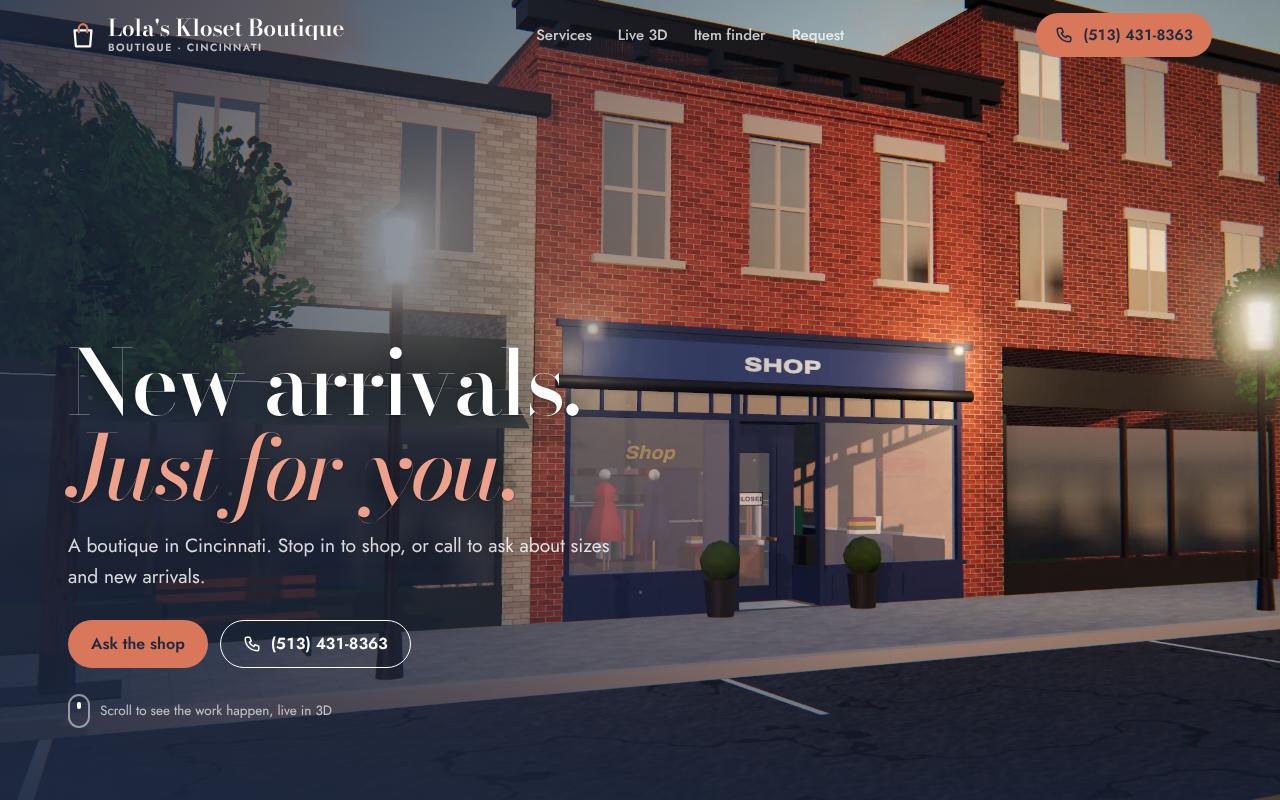 Lola's Kloset Boutique
BOUTIQUE · CINCINNATI
Services
Live 3D
Item finder
Request
(513) 431-8363
SHOP
Shop
New arrivals.
Just for you.
A boutique in Cincinnati. Stop in to shop, or call to ask about sizes
and new arrivals.
Ask the shop
(513) 431-8363
Scroll to see the work happen, live in 3D